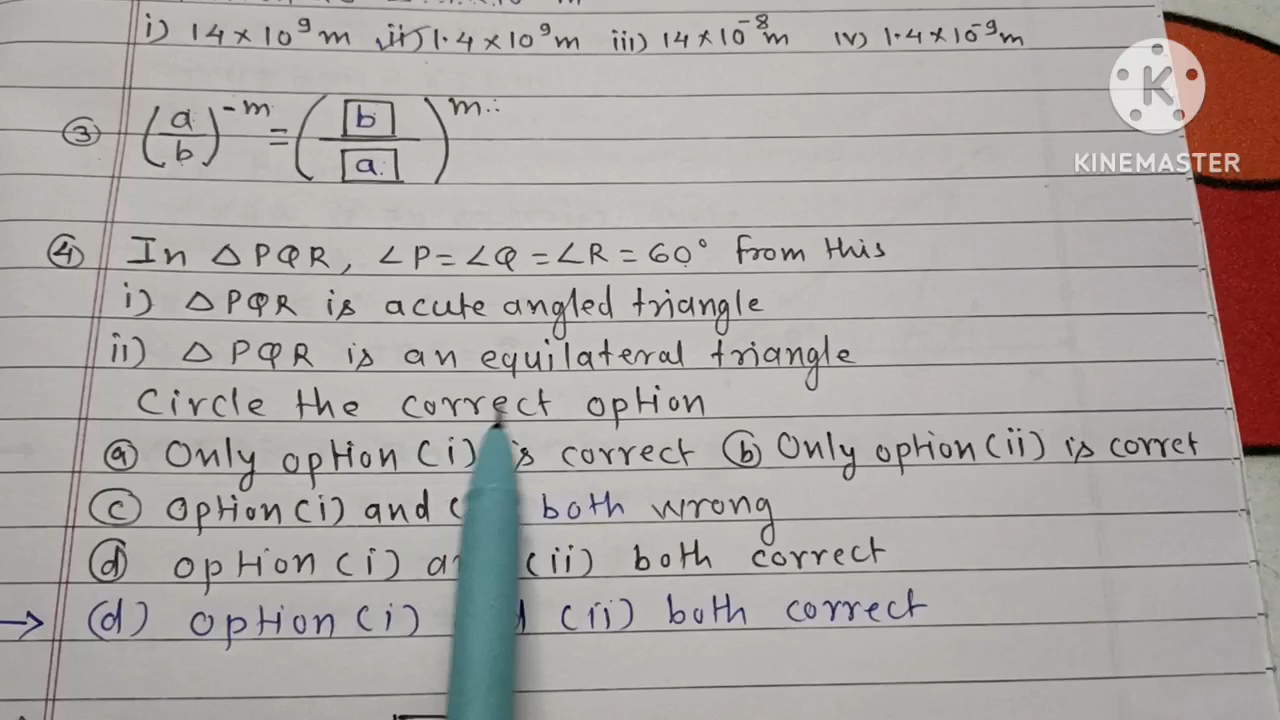 i) 14 × 10⁹ m ii) 1.4 × 10⁹ m iii) 14 × 10⁻⁸ m iv) 1.4 × 10⁻⁹ m
K
KINEMASTER
③ (a/b)⁻ᵐ = (b/a)ᵐ
④ In △PQR, ∠P = ∠Q = ∠R = 60° from this
i) △PQR is acute angled triangle
ii) △PQR is an equilateral triangle
Circle the correct option
ⓐ Only option (i) is correct ⓑ Only option (ii) is corret
ⓒ option (i) and both wrong
ⓓ option (i) (ii) both correct
→ (d) option (i) (ii) both correct